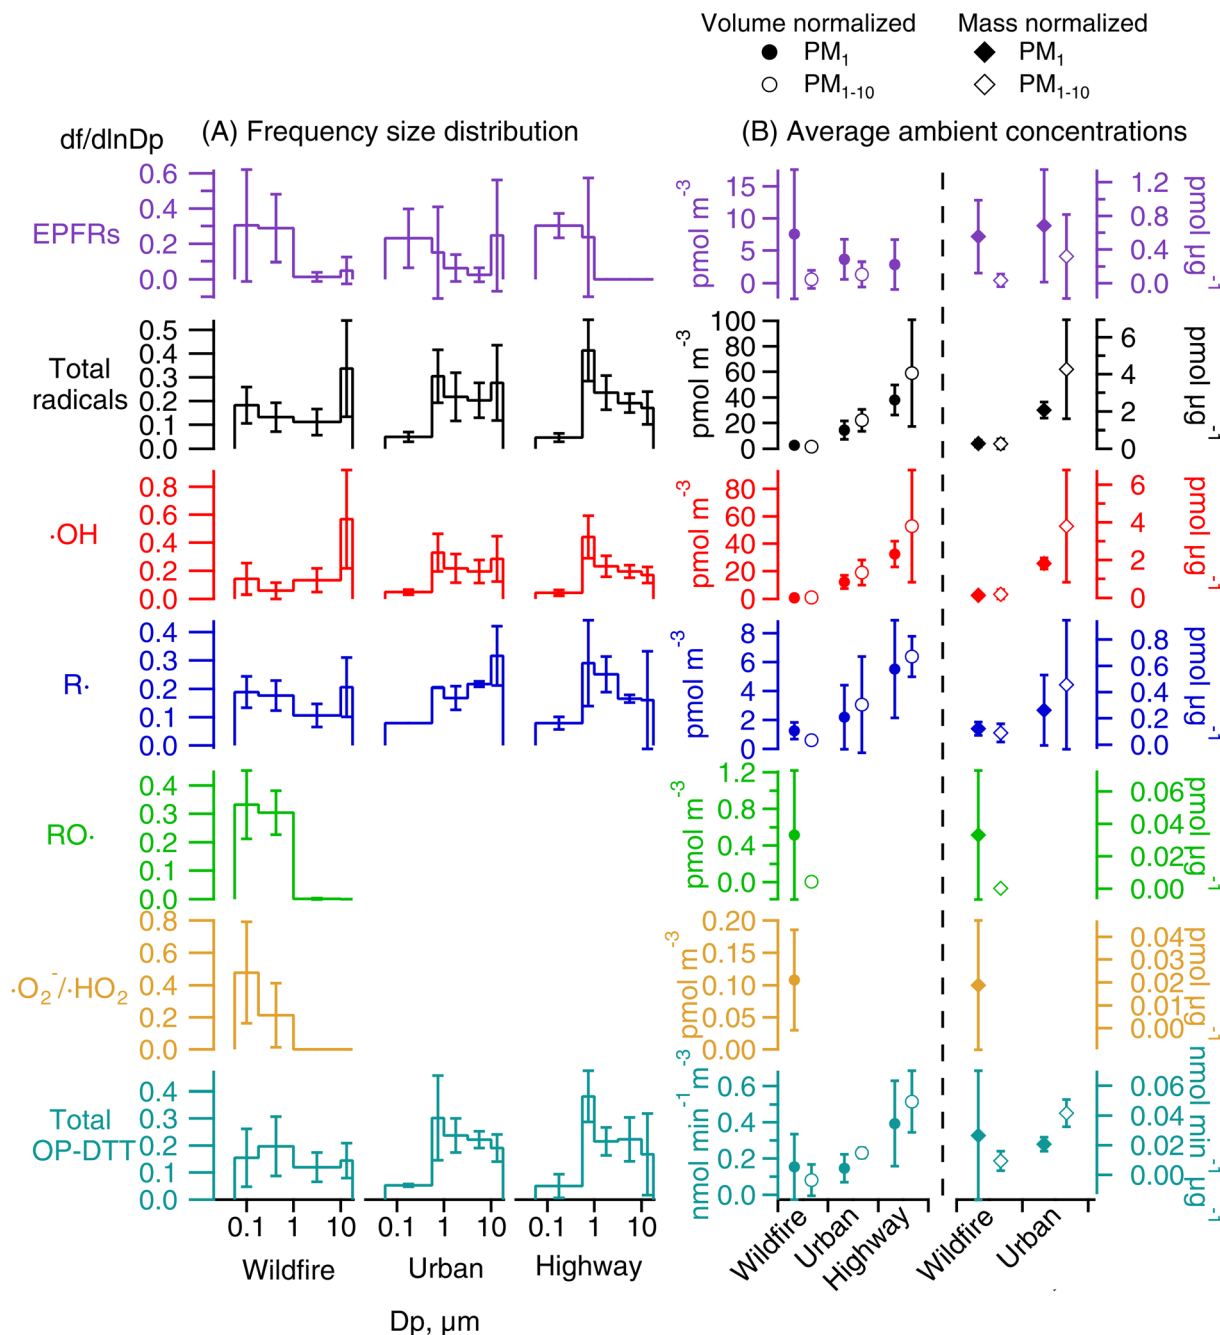 Volume normalized
PM1
PM1-10
Mass normalized
PM1
PM1-10
df/dlnDp
(A) Frequency size distribution
(B) Average ambient concentrations
EPFRs
0.6
0.4
0.2
0.0
pmol m-3
15
10
5
0
1.2
0.8
0.4
0.0
pmol µg-1
Total
radicals
0.5
0.4
0.3
0.2
0.1
0.0
pmol m-3
100
80
60
40
20
0
6
4
2
0
pmol µg-1
·OH
0.8
0.6
0.4
0.2
0.0
pmol m-3
80
60
40
20
0
6
4
2
0
pmol µg-1
R·
0.4
0.3
0.2
0.1
0.0
pmol m-3
8
6
4
2
0
0.8
0.6
0.4
0.2
0.0
pmol µg-1
RO·
0.4
0.3
0.2
0.1
0.0
pmol m-3
1.2
0.8
0.4
0.0
0.06
0.04
0.02
0.00
pmol µg-1
·O2-/·HO2
0.8
0.6
0.4
0.2
0.0
pmol m-3
0.20
0.15
0.10
0.05
0.00
0.04
0.03
0.02
0.01
0.00
pmol µg-1
Total
OP-DTT
0.4
0.3
0.2
0.1
0.0
nmol min-1 m-3
0.6
0.4
0.2
0.0
0.06
0.04
0.02
0.00
nmol min-1 µg-1
0.1 1 10
0.1 1 10
0.1 1 10
Wildfire
Urban
Highway
Wildfire
Urban
Highway
Wildfire
Urban
Dp, µm